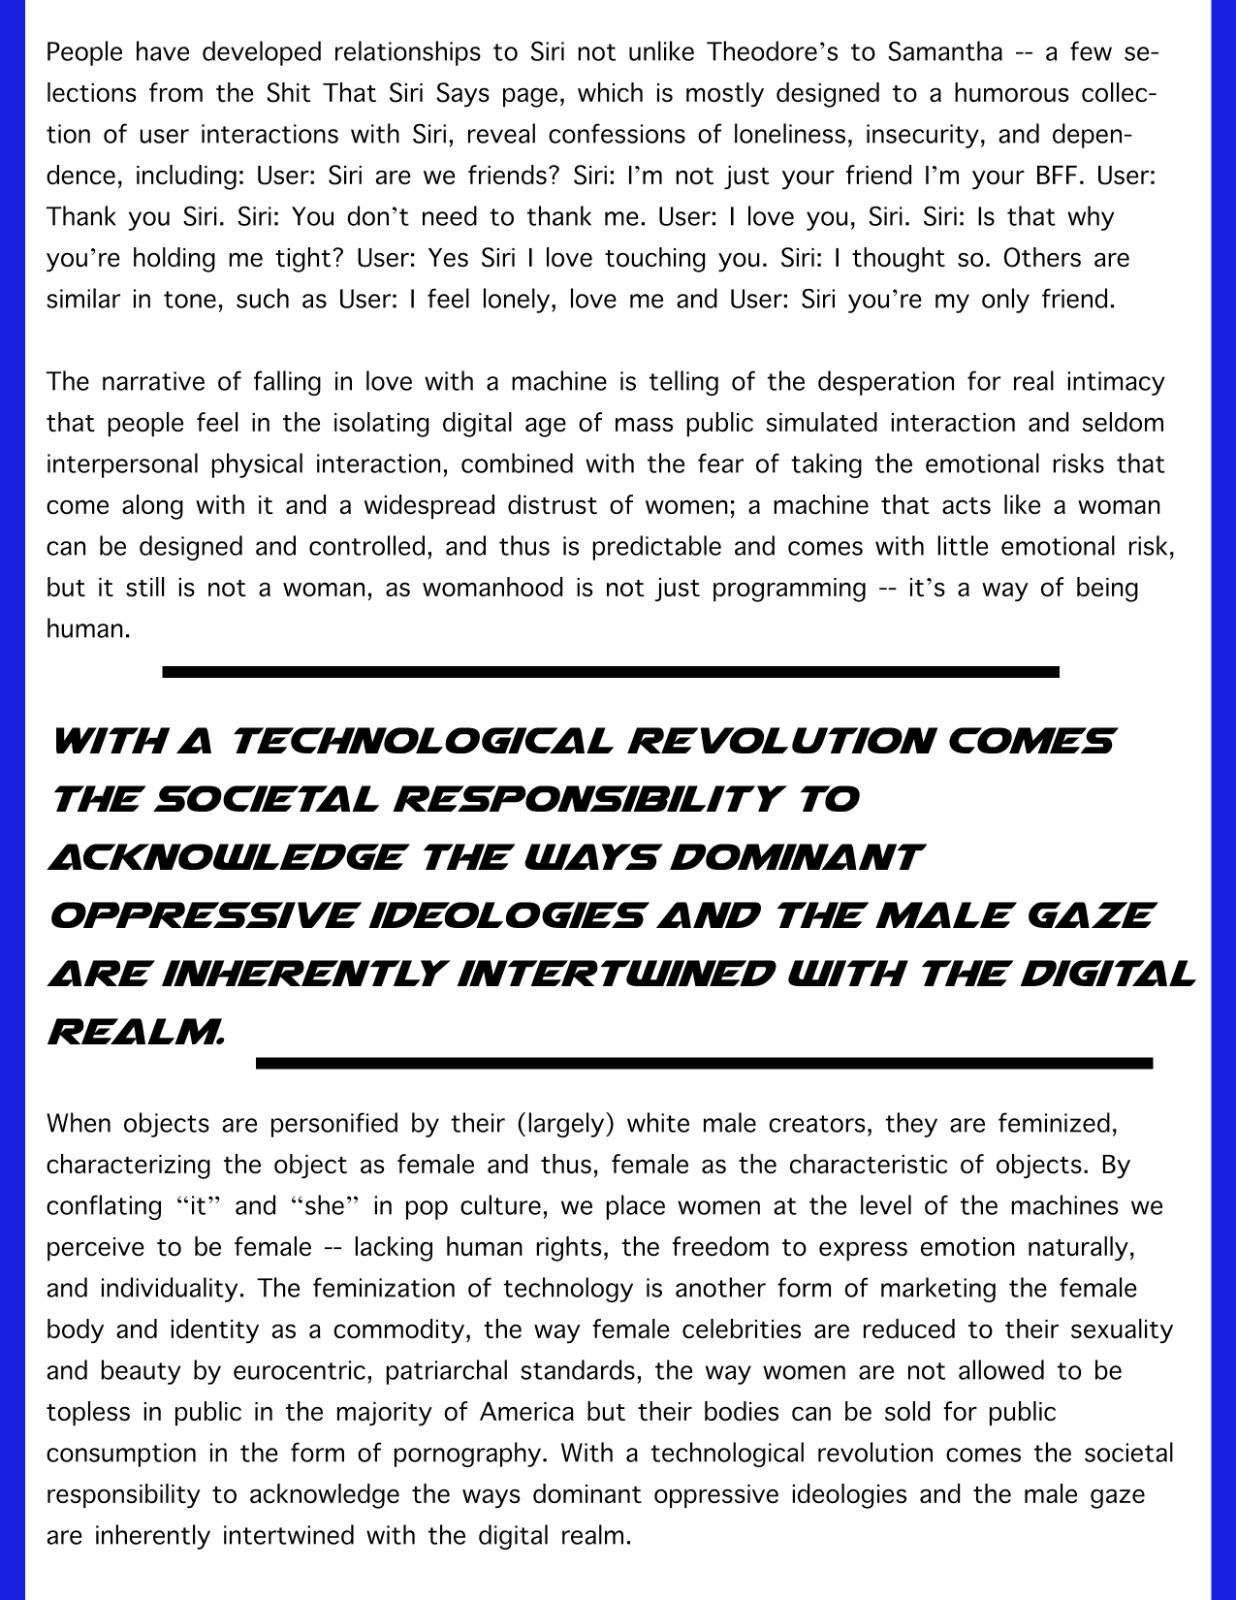 People have developed relationships to Siri not unlike Theodore’s to Samantha -- a few se-
lections from the Shit That Siri Says page, which is mostly designed to a humorous collec-
tion of user interactions with Siri, reveal confessions of loneliness, insecurity, and depen-
dence, including: User: Siri are we friends? Siri: I’m not just your friend I’m your BFF. User:
Thank you Siri. Siri: You don’t need to thank me. User: I love you, Siri. Siri: Is that why
you’re holding me tight? User: Yes Siri I love touching you. Siri: I thought so. Others are
similar in tone, such as User: I feel lonely, love me and User: Siri you’re my only friend.
The narrative of falling in love with a machine is telling of the desperation for real intimacy
that people feel in the isolating digital age of mass public simulated interaction and seldom
interpersonal physical interaction, combined with the fear of taking the emotional risks that
come along with it and a widespread distrust of women; a machine that acts like a woman
can be designed and controlled, and thus is predictable and comes with little emotional risk,
but it still is not a woman, as womanhood is not just programming -- it’s a way of being
human.
WITH A TECHNOLOGICAL REVOLUTION COMES
THE SOCIETAL RESPONSIBILITY TO
ACKNOWLEDGE THE WAYS DOMINANT
OPPRESSIVE IDEOLOGIES AND THE MALE GAZE
ARE INHERENTLY INTERTWINED WITH THE DIGITAL
REALM.
When objects are personified by their (largely) white male creators, they are feminized,
characterizing the object as female and thus, female as the characteristic of objects. By
conflating “it” and “she” in pop culture, we place women at the level of the machines we
perceive to be female -- lacking human rights, the freedom to express emotion naturally,
and individuality. The feminization of technology is another form of marketing the female
body and identity as a commodity, the way female celebrities are reduced to their sexuality
and beauty by eurocentric, patriarchal standards, the way women are not allowed to be
topless in public in the majority of America but their bodies can be sold for public
consumption in the form of pornography. With a technological revolution comes the societal
responsibility to acknowledge the ways dominant oppressive ideologies and the male gaze
are inherently intertwined with the digital realm.